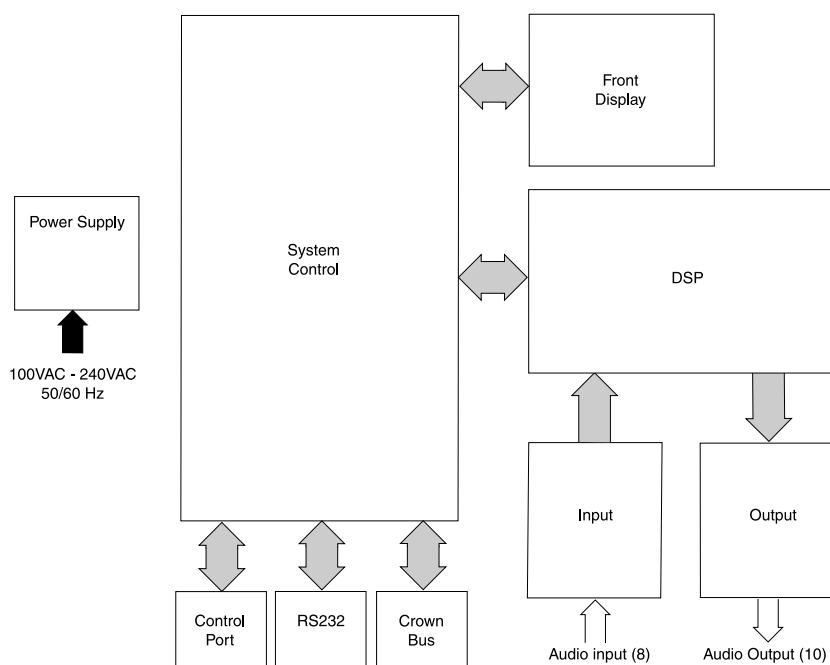 Front
Display
Power Supply
System
Control
DSP
100VAC - 240VAC
50/60 Hz
Input
Output
Control
Port
RS232
Crown
Bus
Audio input (8)
Audio Output (10)